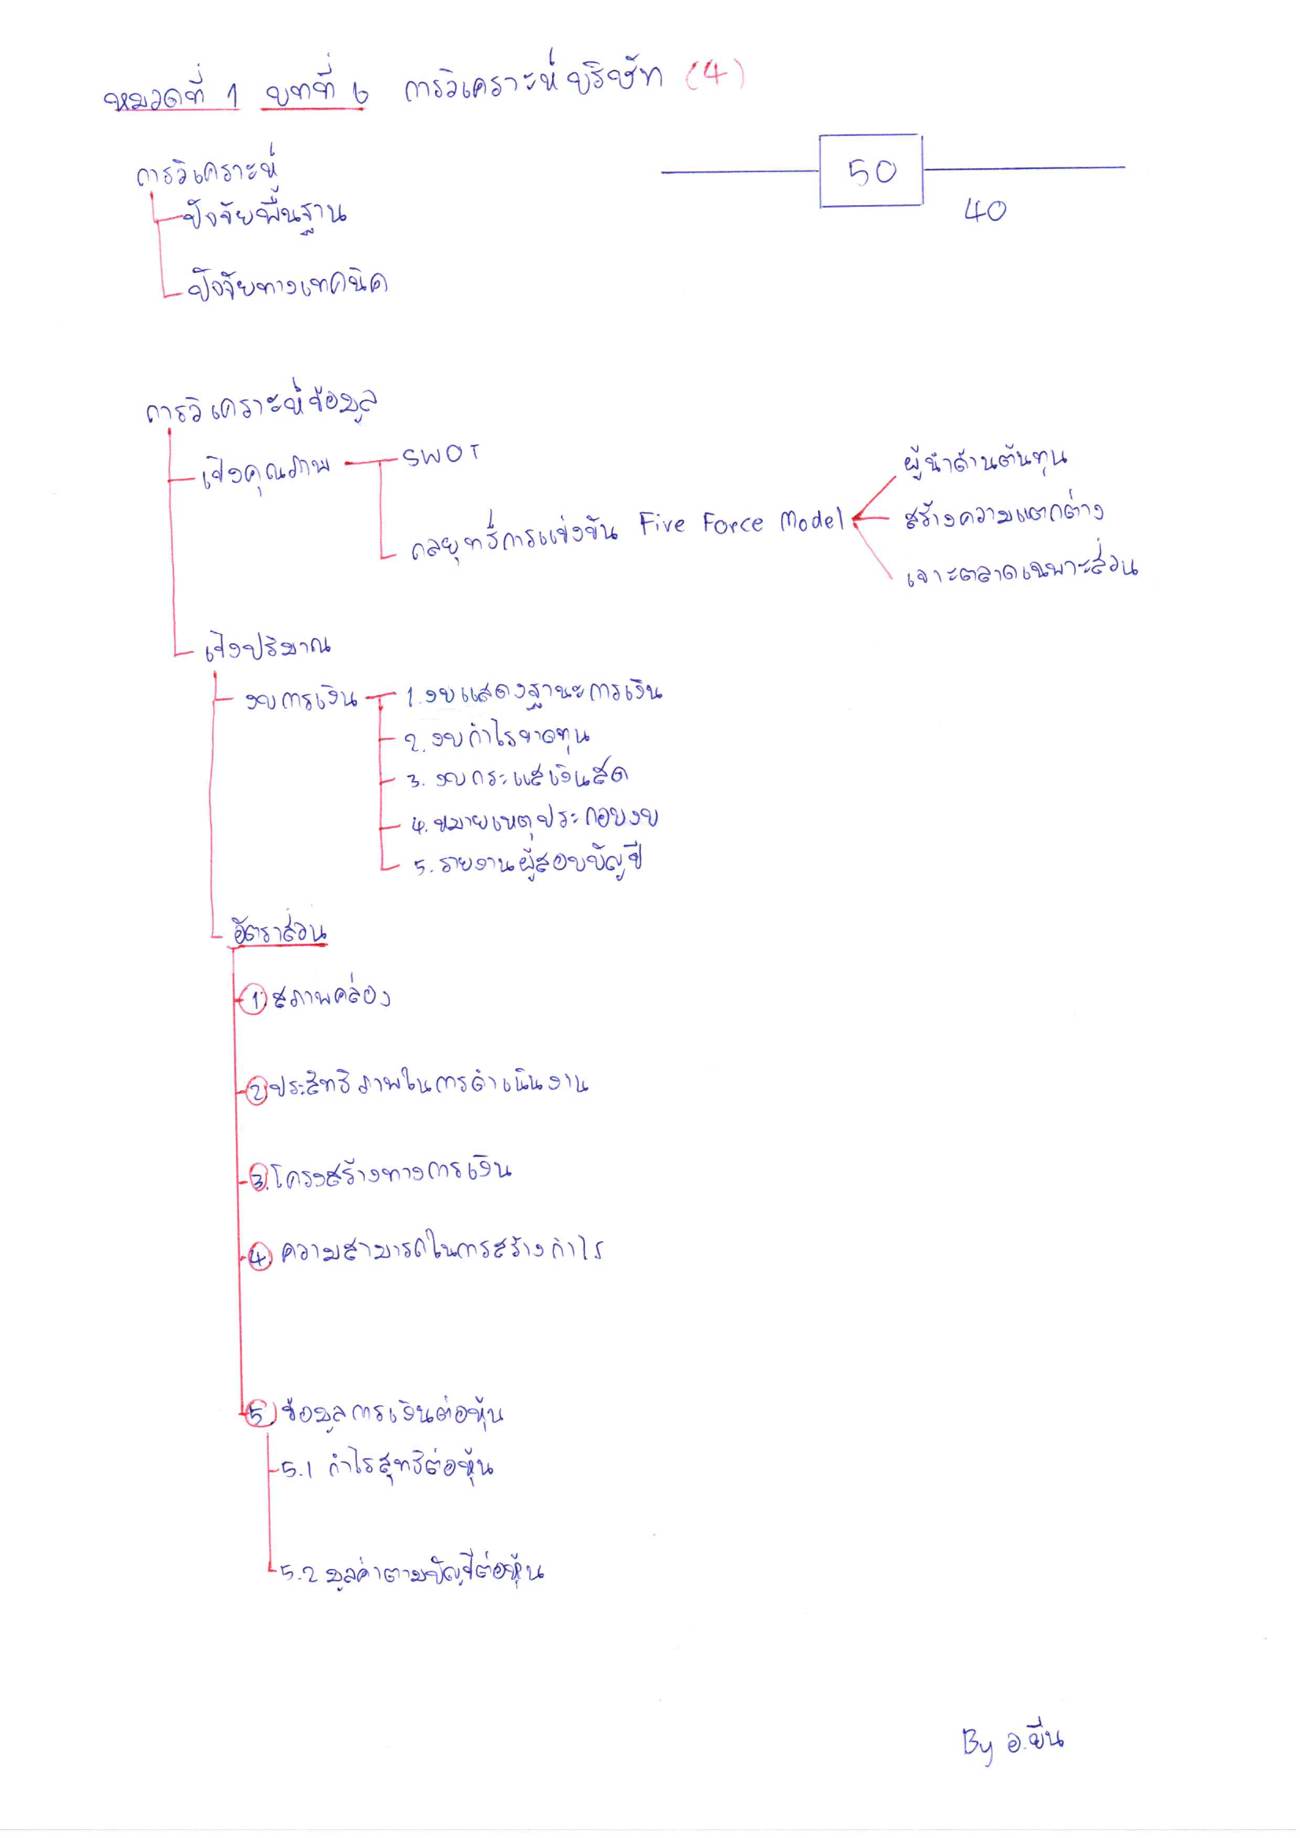 หมวดที่ 1 บทที่ 6 การวิเคราะห์บริษัท (4)
การวิเคราะห์
ปัจจัยพื้นฐาน
ปัจจัยทางเทคนิค
50
40
การวิเคราะห์ข้อมูล
เชิงคุณภาพ
SWOT
กลยุทธ์การแข่งขัน Five Force Model
ผู้นำด้านต้นทุน
สร้างความแตกต่าง
เจาะตลาดเฉพาะส่วน
เชิงปริมาณ
งบการเงิน
1.งบแสดงฐานะการเงิน
2.งบกำไรขาดทุน
3. งบกระแสเงินสด
4.หมายเหตุประกอบงบ
5.รายงานผู้สอบบัญชี
อัตราส่วน
1.สภาพคล่อง
2.ประสิทธิภาพในการดำเนินงาน
3.โครงสร้างทางการเงิน
4. ความสามารถในการสร้างกำไร
5.ข้อมูลการเงินต่อหุ้น
5.1 กำไรสุทธิต่อหุ้น
5.2 มูลค่าตามบัญชีต่อหุ้น
By อ.ยีน